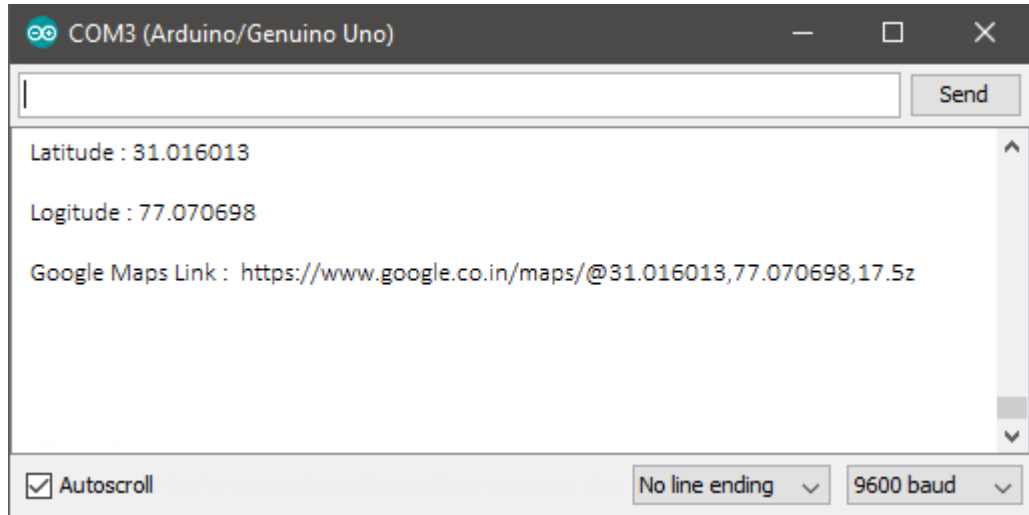 COM3 (Arduino/Genuino Uno)
Send
Latitude : 31.016013
Logitude : 77.070698
Google Maps Link :  https://www.google.co.in/maps/@31.016013,77.070698,17.5z
Autoscroll
No line ending
9600 baud